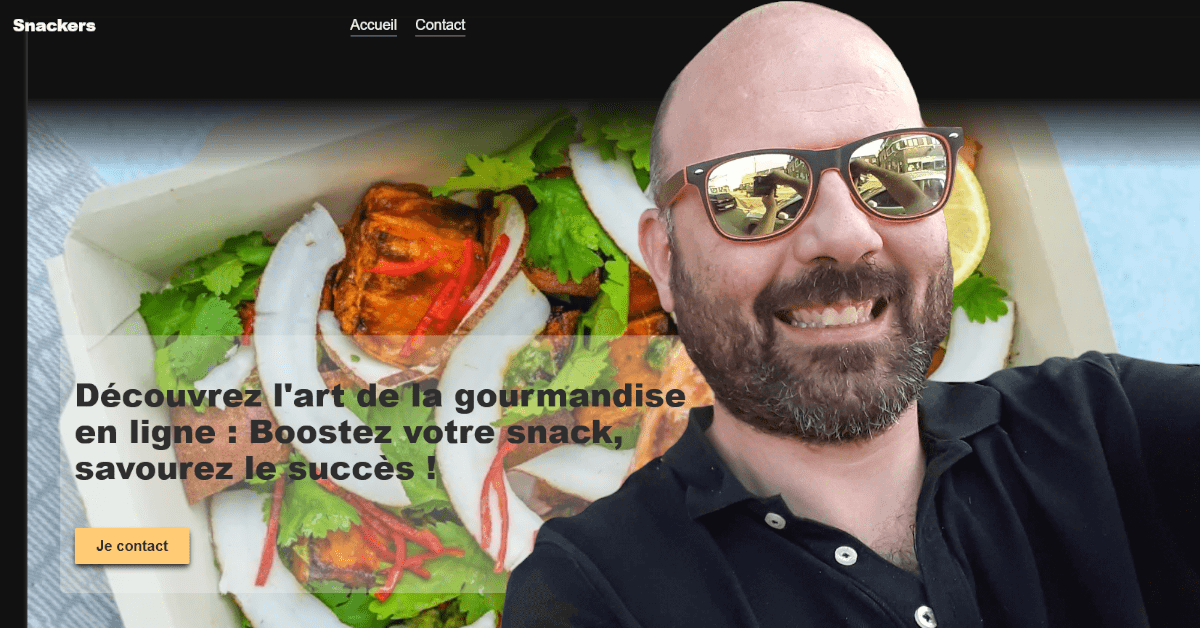 Snackers
Accueil
Contact
Découvrez l'art de la gourmandise
en ligne : Boostez votre snack,
savourez le succès !
Je contact